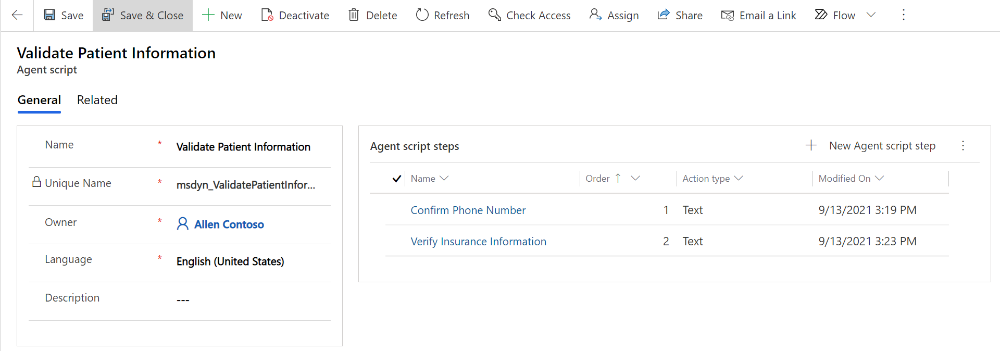 Save Save & Close New Deactivate Delete Refresh Check Access Assign Share Email a Link Flow
Validate Patient Information
Agent script
General Related
Name * Validate Patient Information
Unique Name * msdyn_ValidatePatientInfor...
Owner * Allen Contoso
Language * English (United States)
Description ---
Agent script steps New Agent script step
Name Order Action type Modified On
Confirm Phone Number 1 Text 9/13/2021 3:19 PM
Verify Insurance Information 2 Text 9/13/2021 3:23 PM